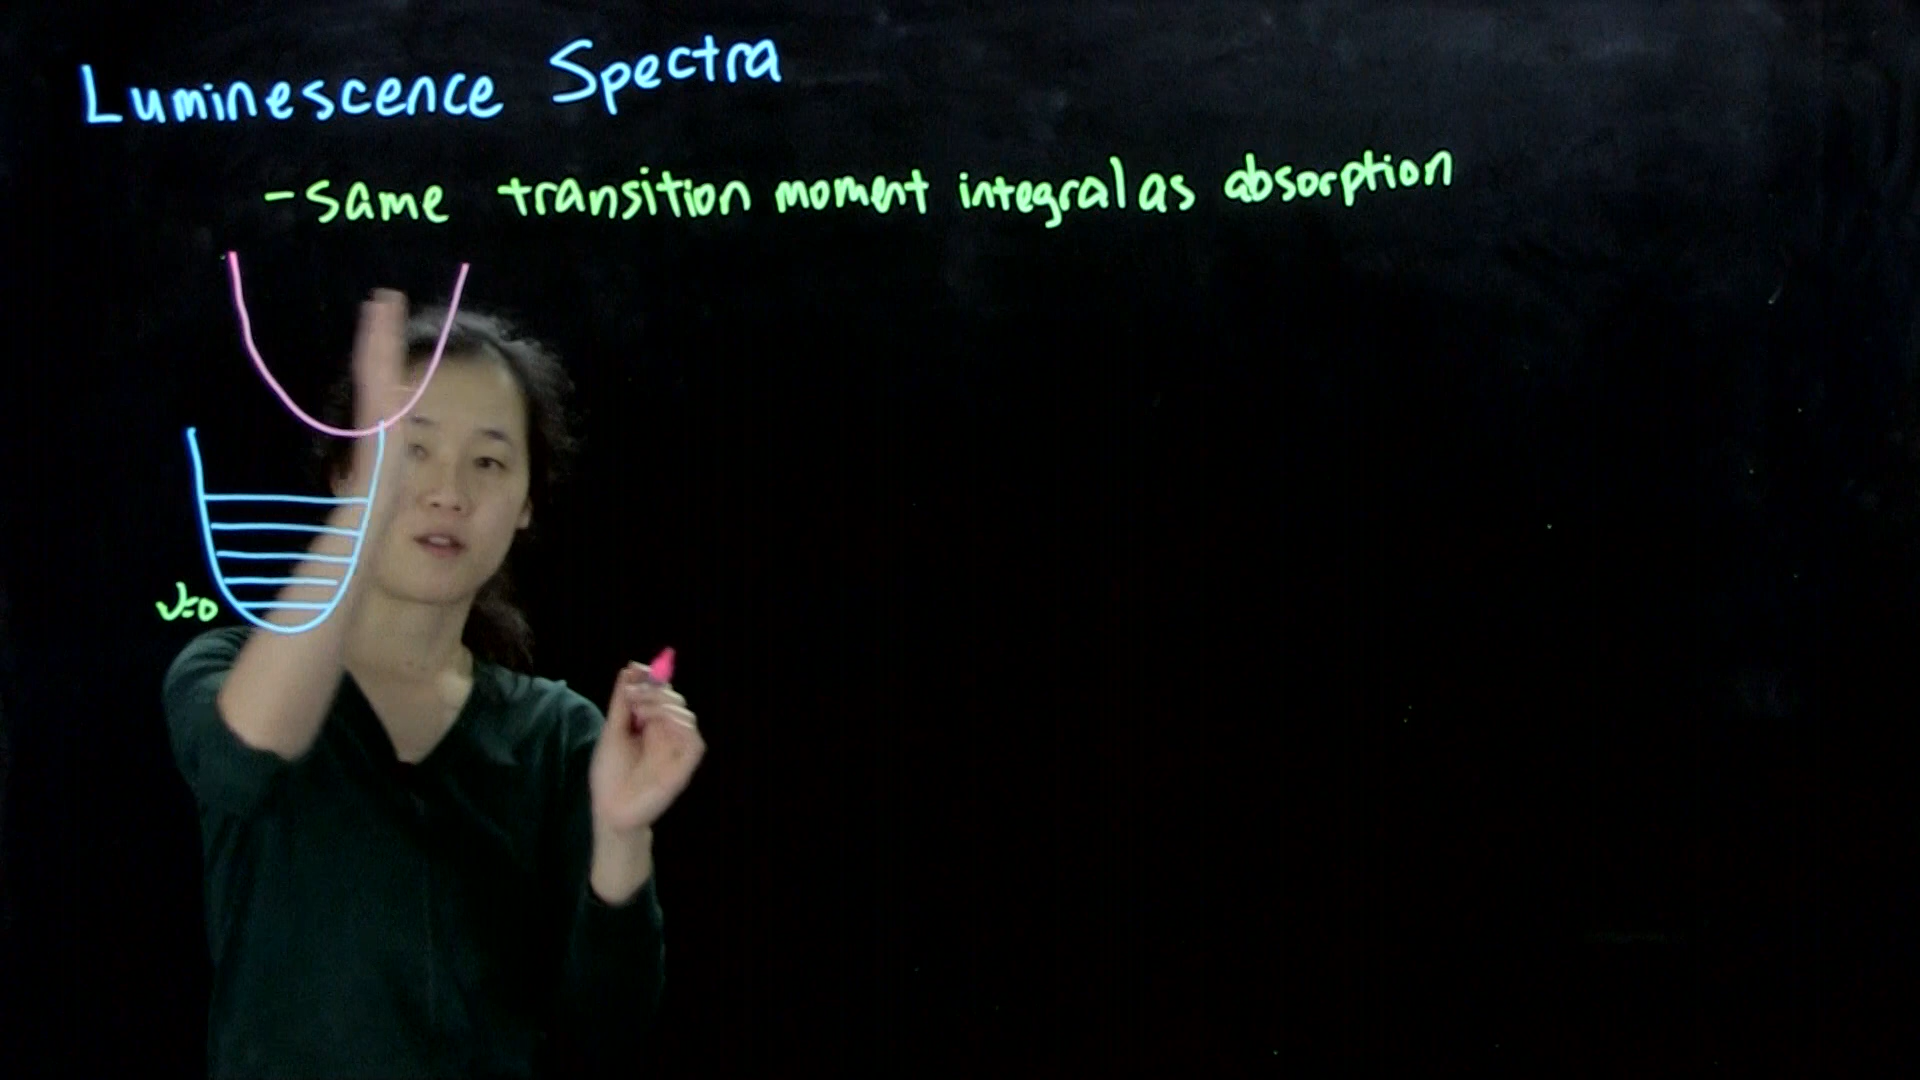 Luminescence Spectra
- same transition moment integral as absorption
v=0